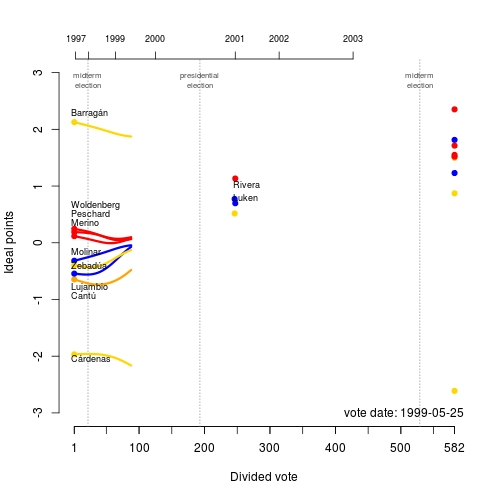 1997 1999 2000 2001 2002 2003
midterm
election
presidential
election
midterm
election
3
2
1
0
-1
-2
-3
Ideal points
Barragán
Woldenberg
Peschard
Merino
Molinar
Zebadúa
Lujambio
Cantú
Cárdenas
Rivera
Luken
vote date: 1999-05-25
1 100 200 300 400 500 582
Divided vote